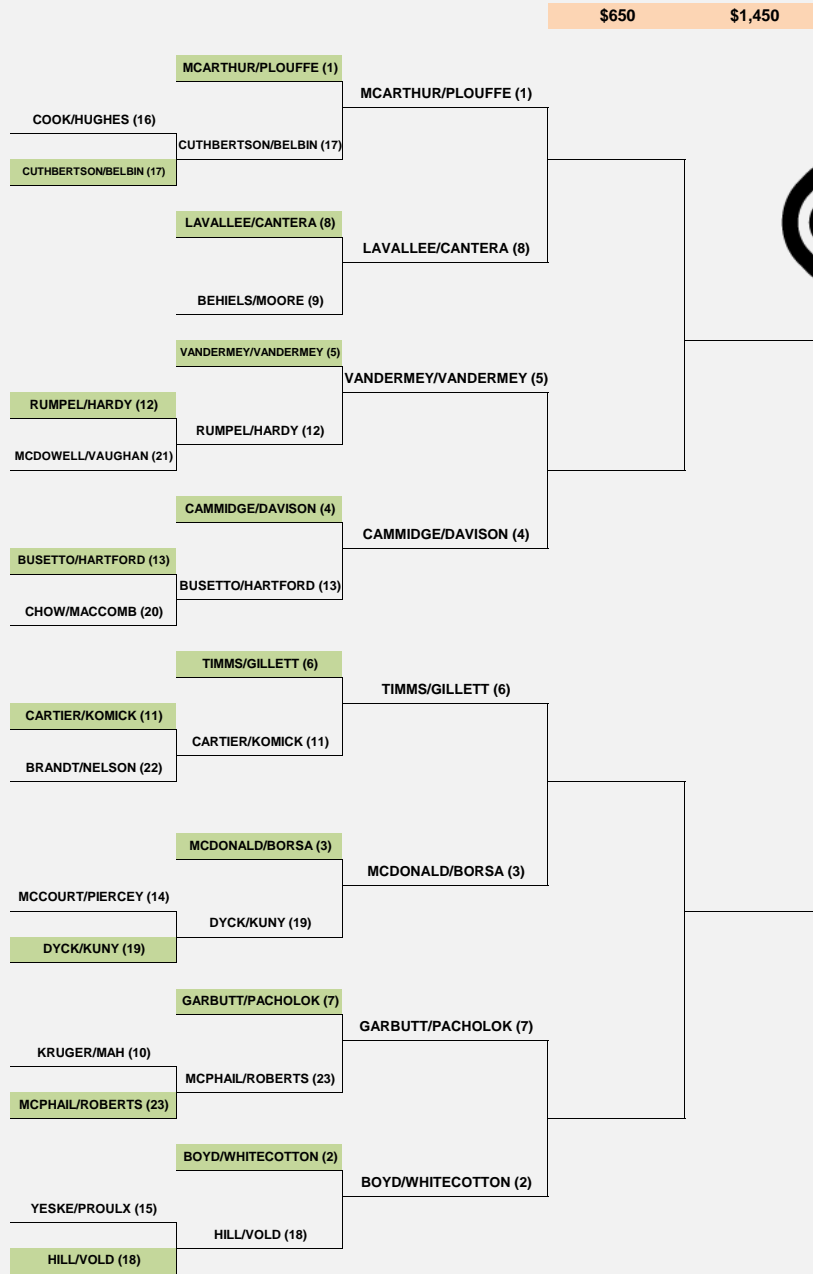 $650 $1,450
MCARTHUR/PLOUFFE (1)
MCARTHUR/PLOUFFE (1)
COOK/HUGHES (16)
CUTHBERTSON/BELBIN (17)
CUTHBERTSON/BELBIN (17)
LAVALLEE/CANTERA (8)
LAVALLEE/CANTERA (8)
BEHIELS/MOORE (9)
VANDERMEY/VANDERMEY (5)
VANDERMEY/VANDERMEY (5)
RUMPEL/HARDY (12)
RUMPEL/HARDY (12)
MCDOWELL/VAUGHAN (21)
CAMMIDGE/DAVISON (4)
CAMMIDGE/DAVISON (4)
BUSETTO/HARTFORD (13)
BUSETTO/HARTFORD (13)
CHOW/MACCOMB (20)
TIMMS/GILLETT (6)
TIMMS/GILLETT (6)
CARTIER/KOMICK (11)
CARTIER/KOMICK (11)
BRANDT/NELSON (22)
MCDONALD/BORSA (3)
MCDONALD/BORSA (3)
MCCOURT/PIERCEY (14)
DYCK/KUNY (19)
DYCK/KUNY (19)
GARBUTT/PACHOLOK (7)
GARBUTT/PACHOLOK (7)
KRUGER/MAH (10)
MCPHAIL/ROBERTS (23)
MCPHAIL/ROBERTS (23)
BOYD/WHITECOTTON (2)
BOYD/WHITECOTTON (2)
YESKE/PROULX (15)
HILL/VOLD (18)
HILL/VOLD (18)